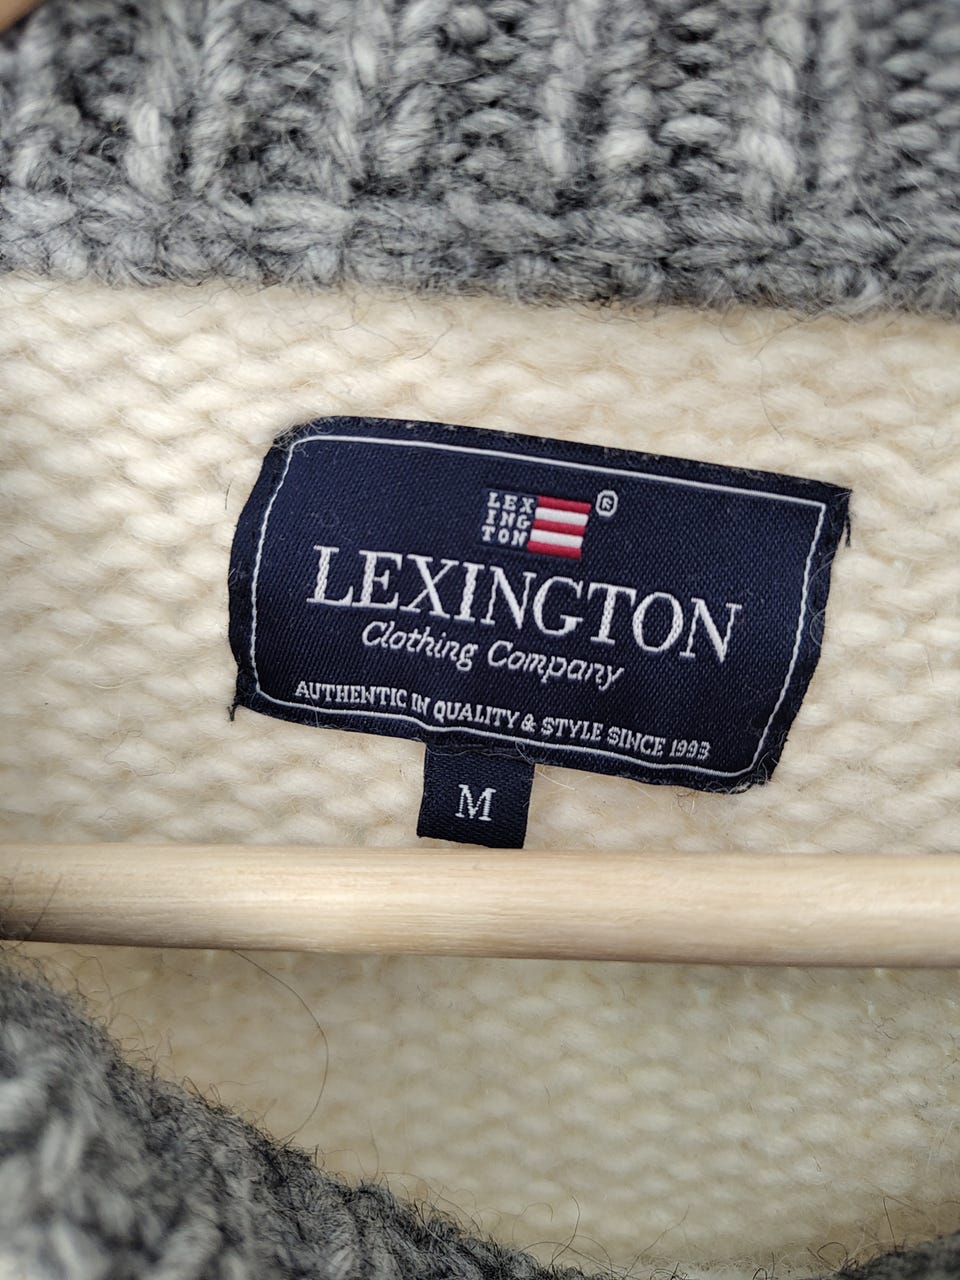 LEX
ING
TON
®
LEXINGTON
Clothing Company
AUTHENTIC IN QUALITY & STYLE SINCE 1993
M